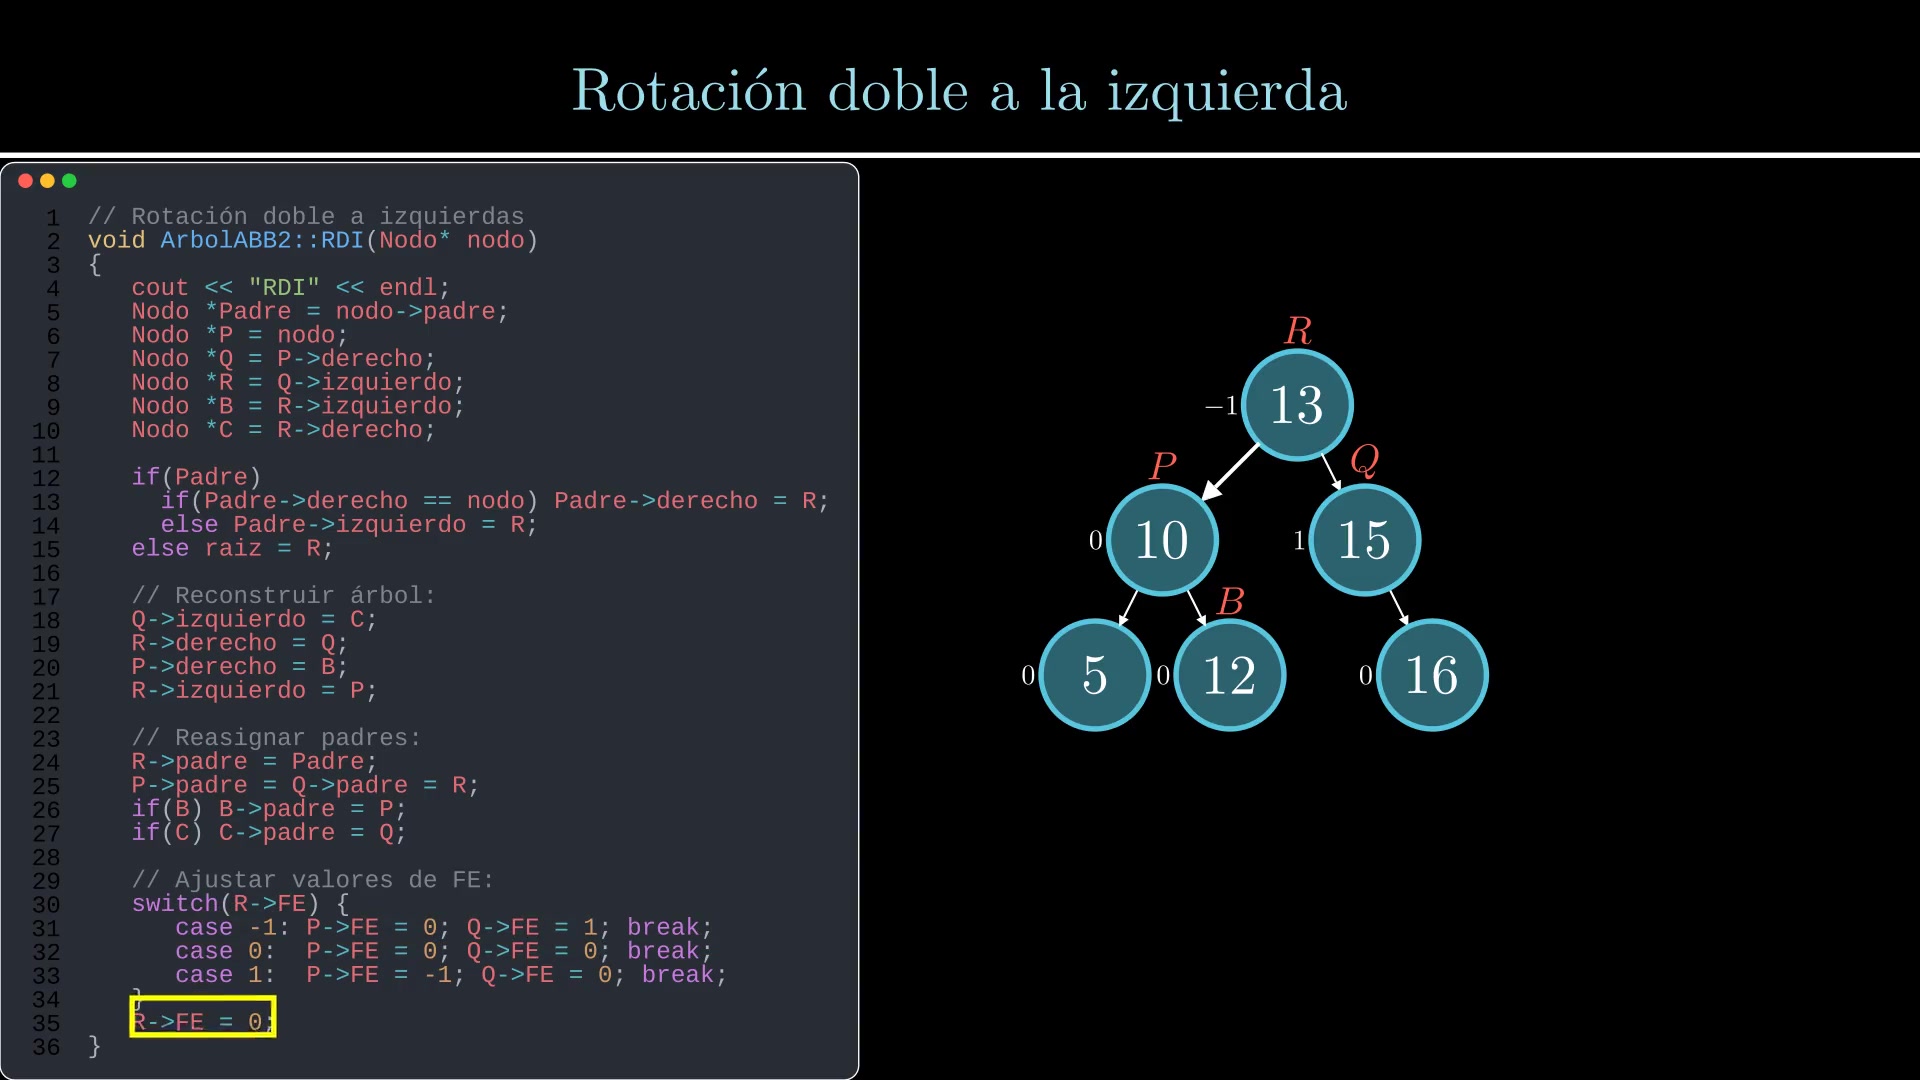 Rotación doble a la izquierda
1 // Rotación doble a izquierdas
2 void ArbolABB2::RDI(Nodo* nodo)
3 {
4 cout << "RDI" << endl;
5 Nodo *Padre = nodo->padre;
6 Nodo *P = nodo;
7 Nodo *Q = P->derecho;
8 Nodo *R = Q->izquierdo;
9 Nodo *B = R->izquierdo;
10 Nodo *C = R->derecho;
11
12 if(Padre)
13 if(Padre->derecho == nodo) Padre->derecho = R;
14 else Padre->izquierdo = R;
15 else raiz = R;
16
17 // Reconstruir árbol:
18 Q->izquierdo = C;
19 R->derecho = Q;
20 P->derecho = B;
21 R->izquierdo = P;
22
23 // Reasignar padres:
24 R->padre = Padre;
25 P->padre = Q->padre = R;
26 if(B) B->padre = P;
27 if(C) C->padre = Q;
28
29 // Ajustar valores de FE:
30 switch(R->FE) {
31 case -1: P->FE = 0; Q->FE = 1; break;
32 case 0: P->FE = 0; Q->FE = 0; break;
33 case 1: P->FE = -1; Q->FE = 0; break;
34 }
35 R->FE = 0;
36 }
R
−1 13
P Q
0 10 1 15
B
0 5 0 12 0 16